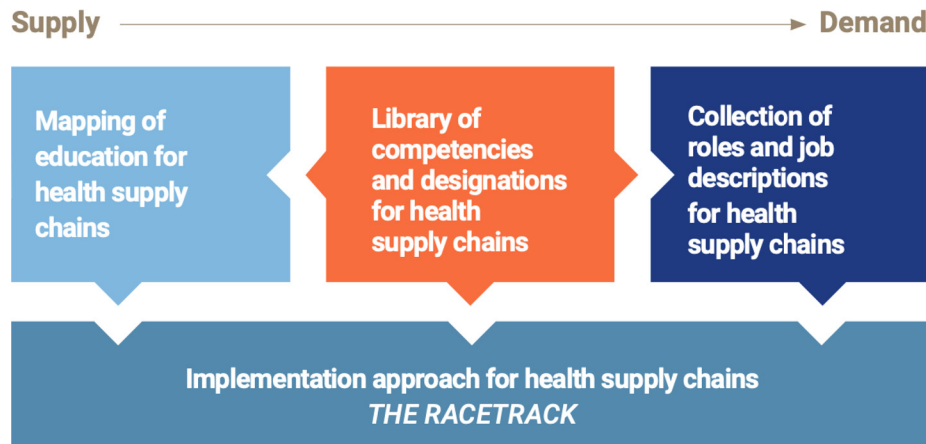 Supply
Demand
Mapping of
education for
health supply
chains
Library of
competencies
and designations
for health
supply chains
Collection of
roles and job
descriptions
for health
supply chains
Implementation approach for health supply chains
THE RACETRACK